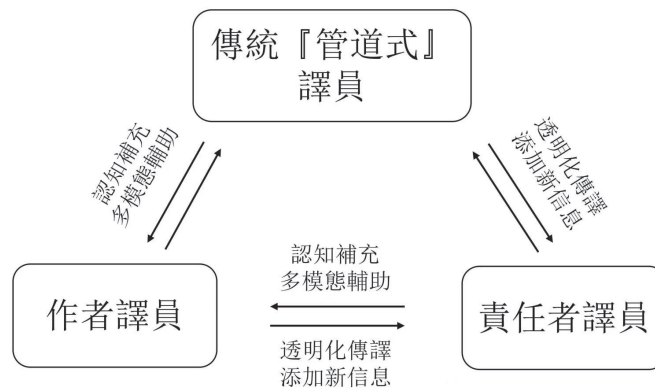 傳統『管道式』
譯員
認知補充
多模態輔助
透明化傳譯
添加新信息
認知補充
多模態輔助
作者譯員
責任者譯員
透明化傳譯
添加新信息